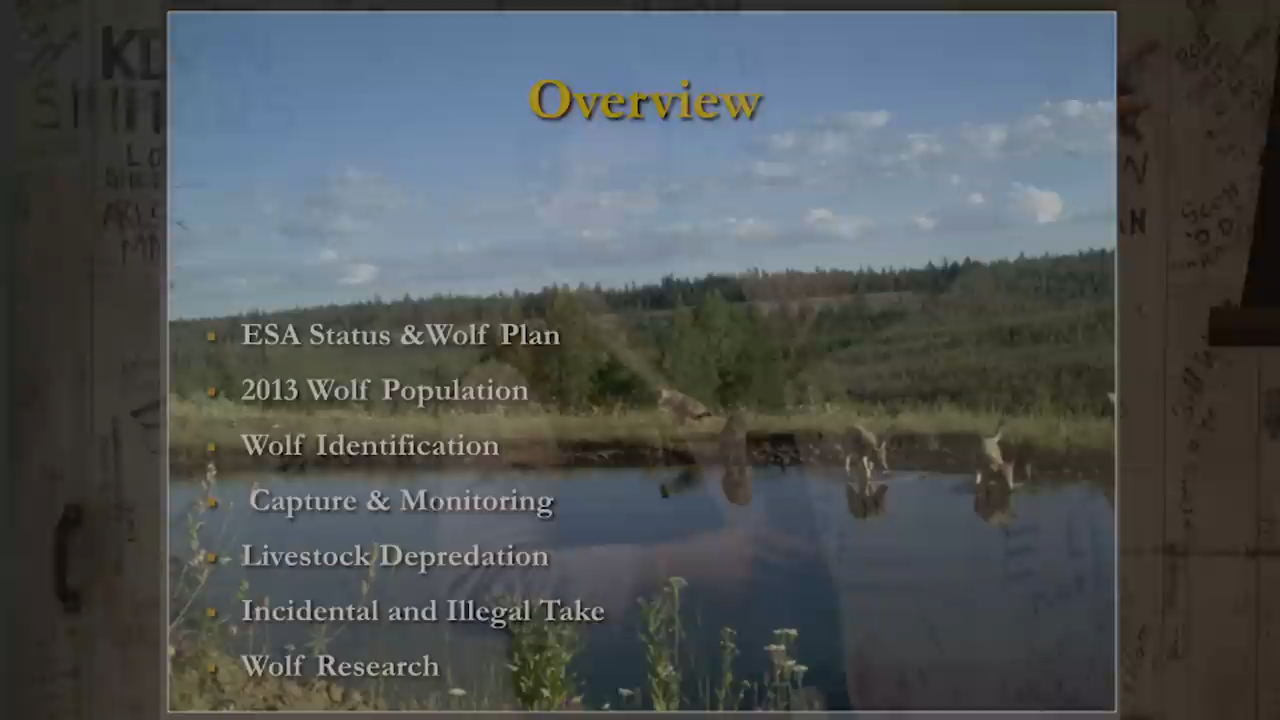 Overview
ESA Status &Wolf Plan
2013 Wolf Population
Wolf Identification
Capture & Monitoring
Livestock Depredation
Incidental and Illegal Take
Wolf Research